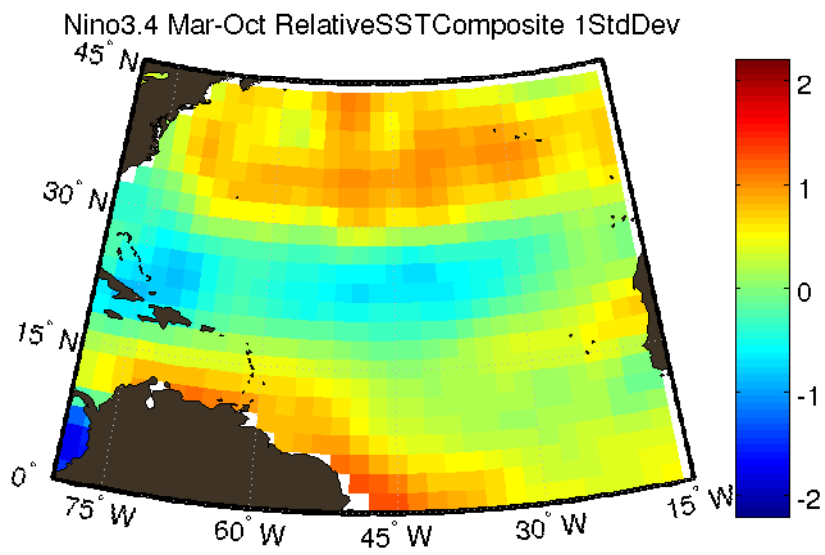 Nino3.4 Mar-Oct RelativeSSTComposite 1StdDev
45° N
30° N
15° N
0°
75° W
60° W
45° W
30° W
15° W
2
1
0
-1
-2